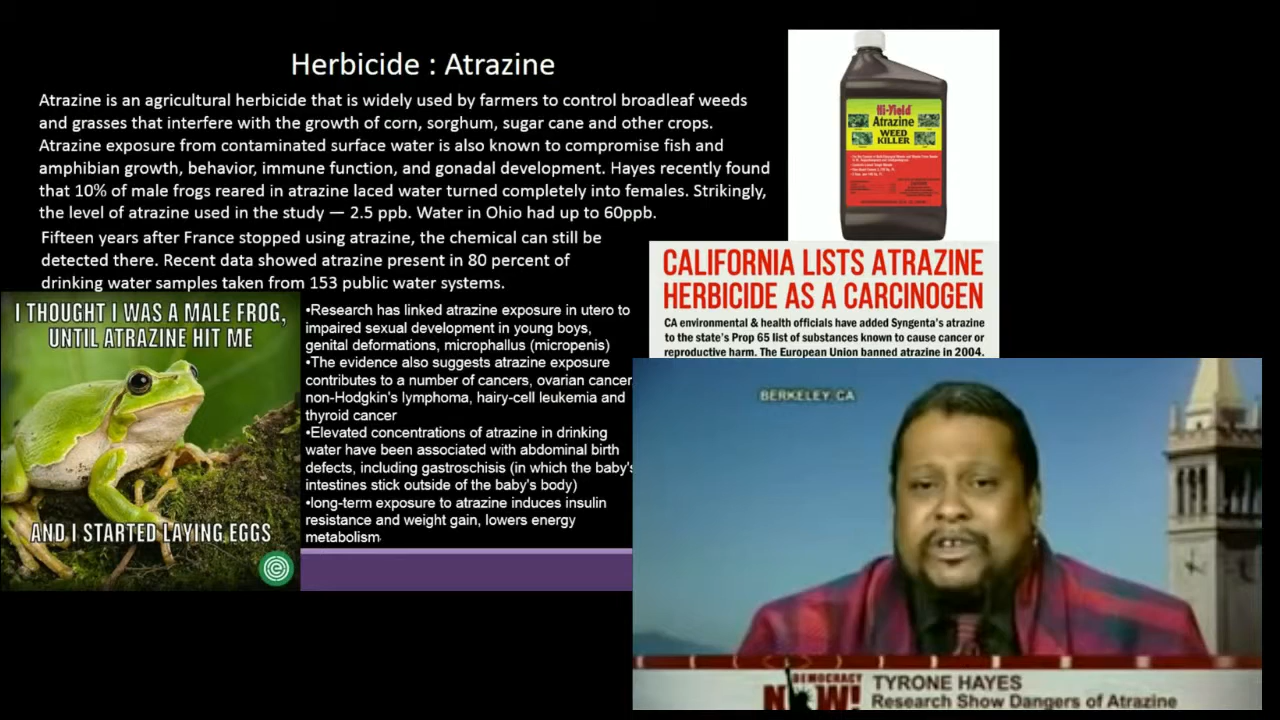 Herbicide : Atrazine
Atrazine is an agricultural herbicide that is widely used by farmers to control broadleaf weeds
and grasses that interfere with the growth of corn, sorghum, sugar cane and other crops.
Atrazine exposure via contaminated surface water is also known to compromise fish and
amphibian growth, behavior, immune function, and gonad development. Hayes recently found
that 10% of male frogs raised in atrazine laced water turned completely into females. Strikingly,
the level of atrazine used in the study — 2.5 ppb. Water in Ohio had up to 60ppb.
Fifteen years after France stopped using atrazine, the chemical can still be
detected there. Recent data showed atrazine present in 80 percent of
drinking water samples taken from 153 public water systems.
Hi-Yield
Atrazine
WEED
KILLER
CALIFORNIA LISTS ATRAZINE
HERBICIDE AS A CARCINOGEN
CA environmental & health officials have added Syngenta's atrazine
to the state's Prop 65 list of substances known to cause cancer or
reproductive harm. The European Union banned atrazine in 2004.
I THOUGHT I WAS A MALE FROG,
UNTIL ATRAZINE HIT ME
AND I STARTED LAYING EGGS
•Research has linked atrazine exposure in utero to
impaired sexual development in young boys,
genital deformations, microphallus (micropenis)
•The evidence also suggests atrazine exposure
contributes to a number of cancers, ovarian cancer,
non-Hodgkin's lymphoma, hairy-cell leukemia and
thyroid cancer
•Elevated concentrations of atrazine in drinking
water have been associated with abdominal birth
defects, including gastroschisis (in which the baby's
intestines stick outside of the baby's body)
•long-term exposure to atrazine induces insulin
resistance and weight gain, lowers energy
metabolism
BERKELEY, CA
DEMOCRACY
NOW!
TYRONE HAYES
Research Show Dangers of Atrazine